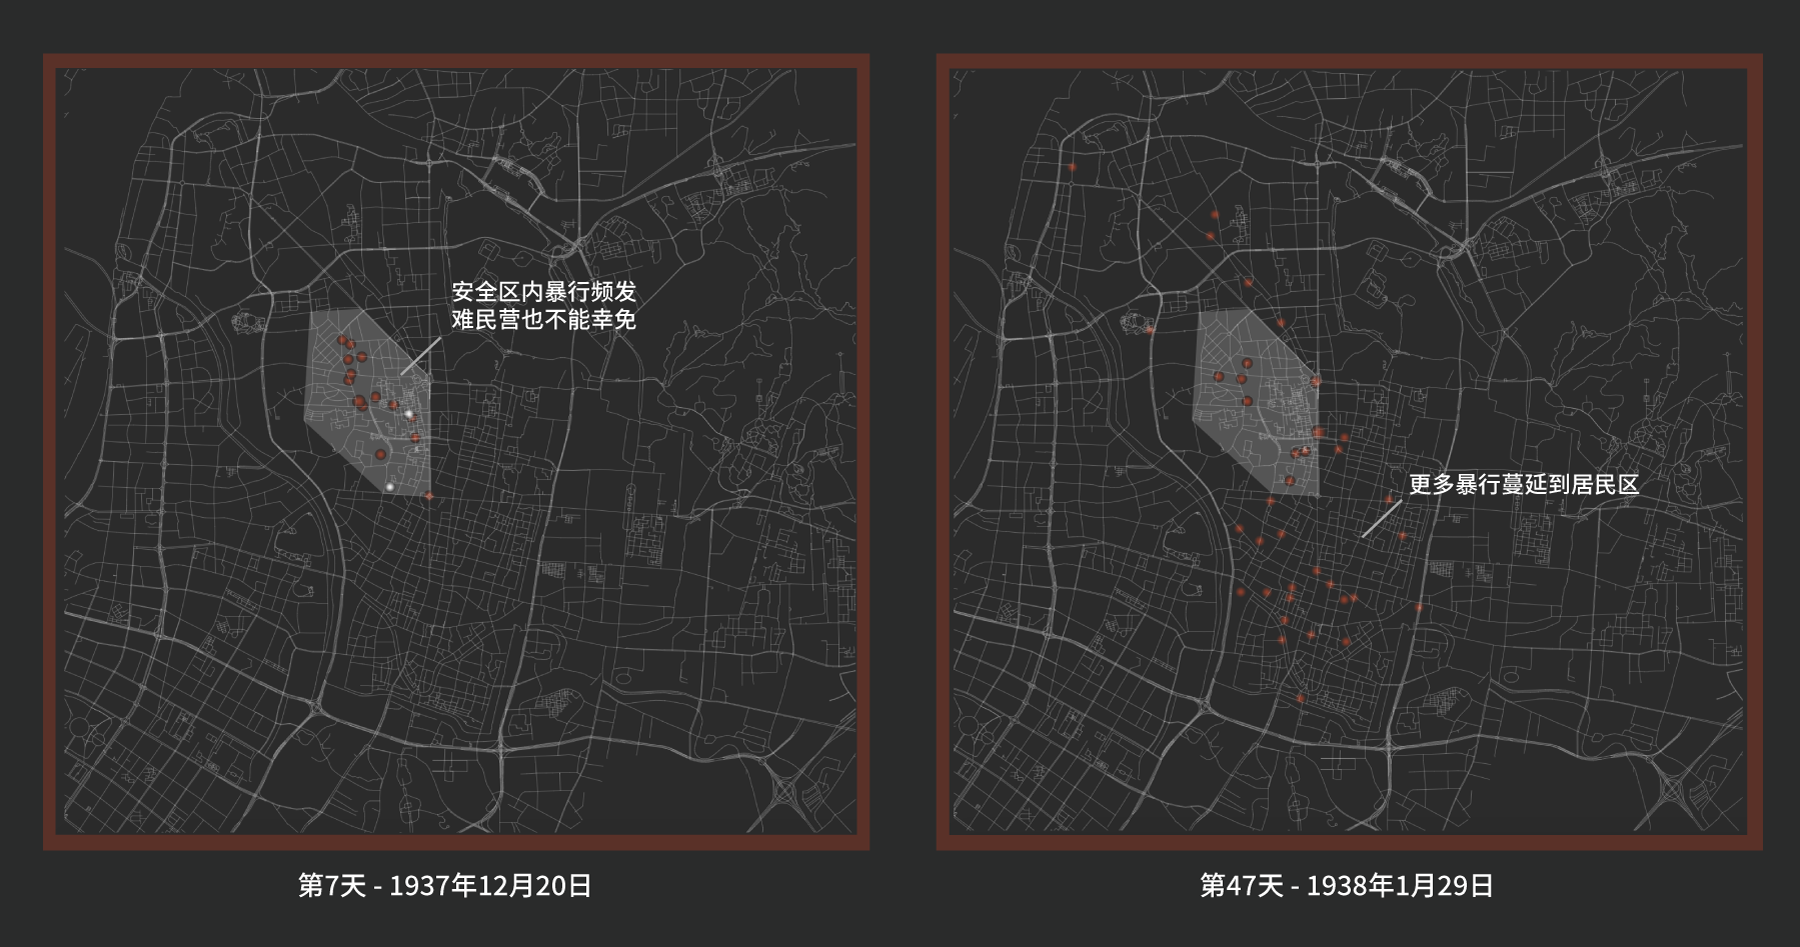 安全区内暴行频发
难民营也不能幸免
更多暴行蔓延到居民区
第7天 - 1937年12月20日
第47天 - 1938年1月29日